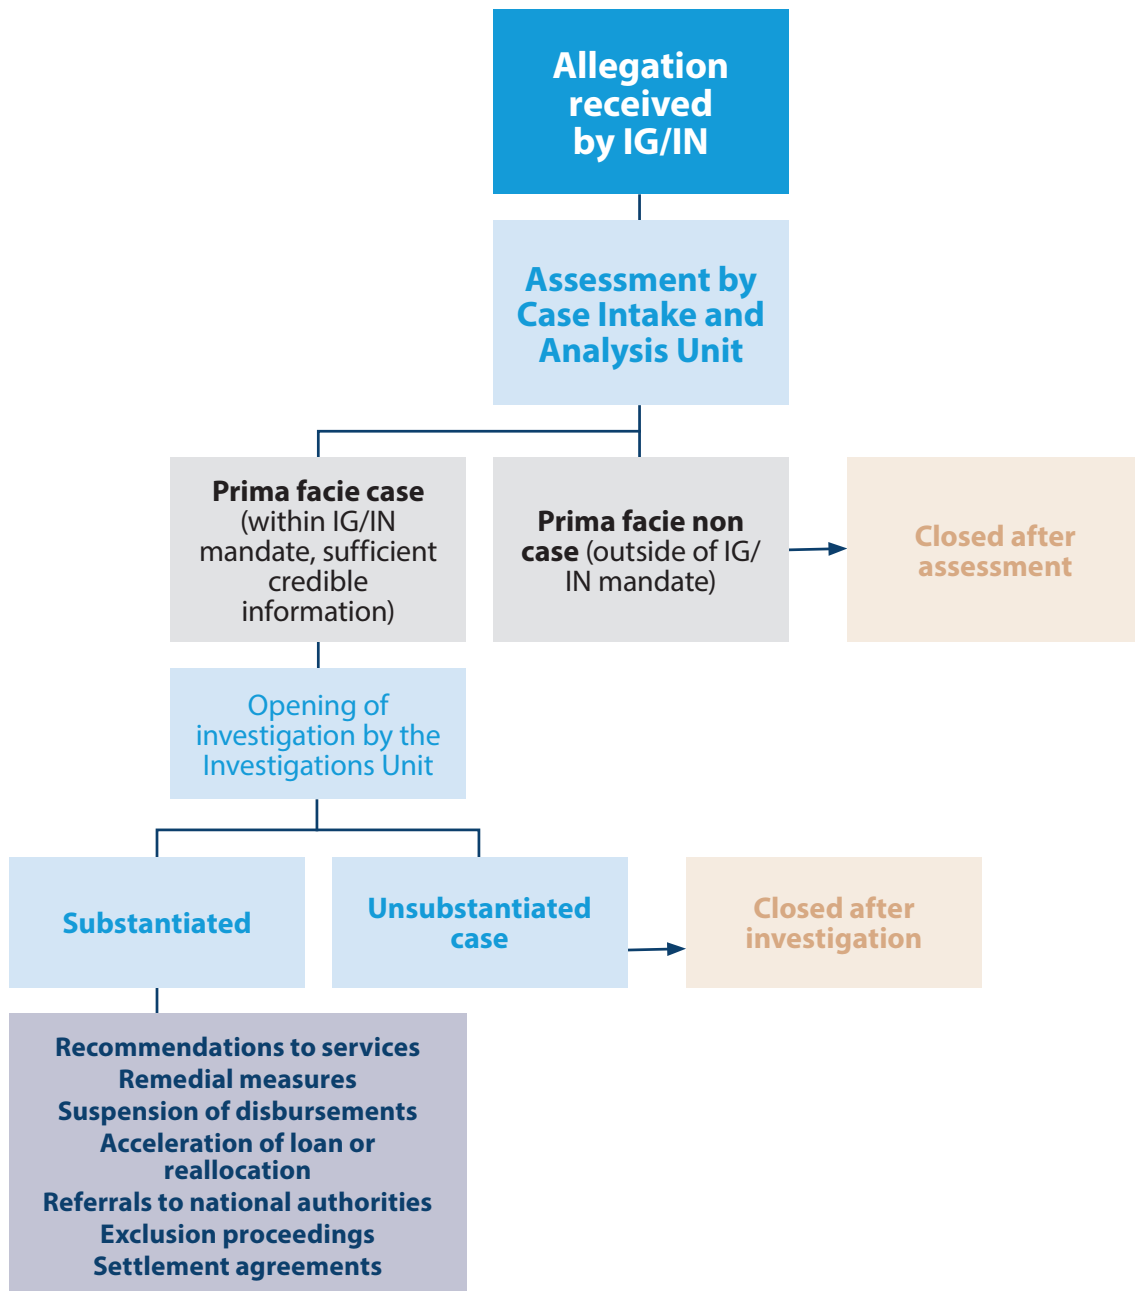 Allegation
received
by IG/IN
Assessment by
Case Intake and
Analysis Unit
Prima facie case
(within IG/IN
mandate, sufficient
credible
information)
Prima facie non
case (outside of IG/
IN mandate)
Closed after
assessment
Opening of
investigation by the
Investigations Unit
Substantiated
Unsubstantiated
case
Closed after
investigation
Recommendations to services
Remedial measures
Suspension of disbursements
Acceleration of loan or
reallocation
Referrals to national authorities
Exclusion proceedings
Settlement agreements